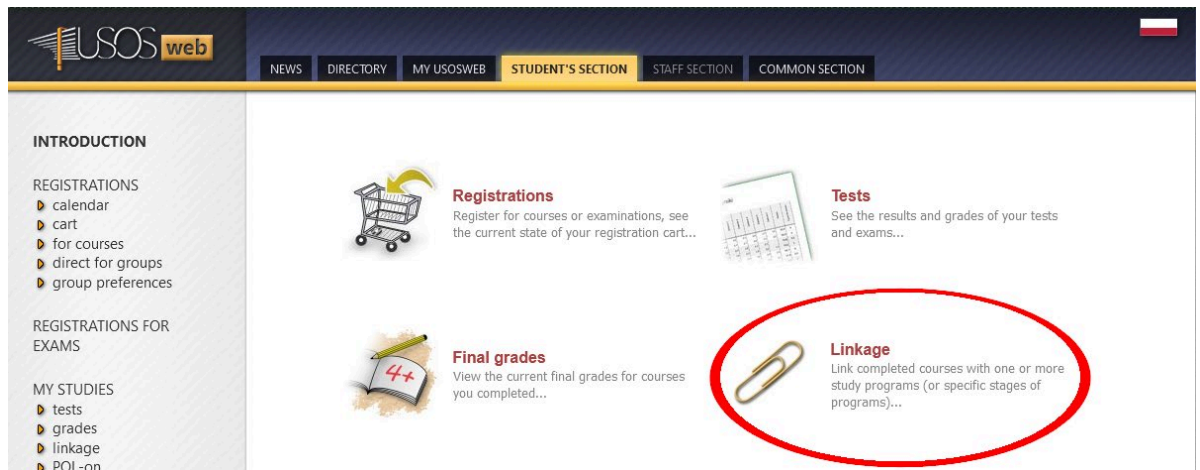 USOS web
NEWS DIRECTORY MY USOSWEB STUDENT'S SECTION STAFF SECTION COMMON SECTION
INTRODUCTION
REGISTRATIONS
calendar
cart
for courses
direct for groups
group preferences
REGISTRATIONS FOR
EXAMS
MY STUDIES
tests
grades
linkage
POL-on
Registrations
Register for courses or examinations, see
the current state of your registration cart...
Tests
See the results and grades of your tests
and exams...
Final grades
View the current final grades for courses
you completed...
4+
Linkage
Link completed courses with one or more
study programs (or specific stages of
programs)...